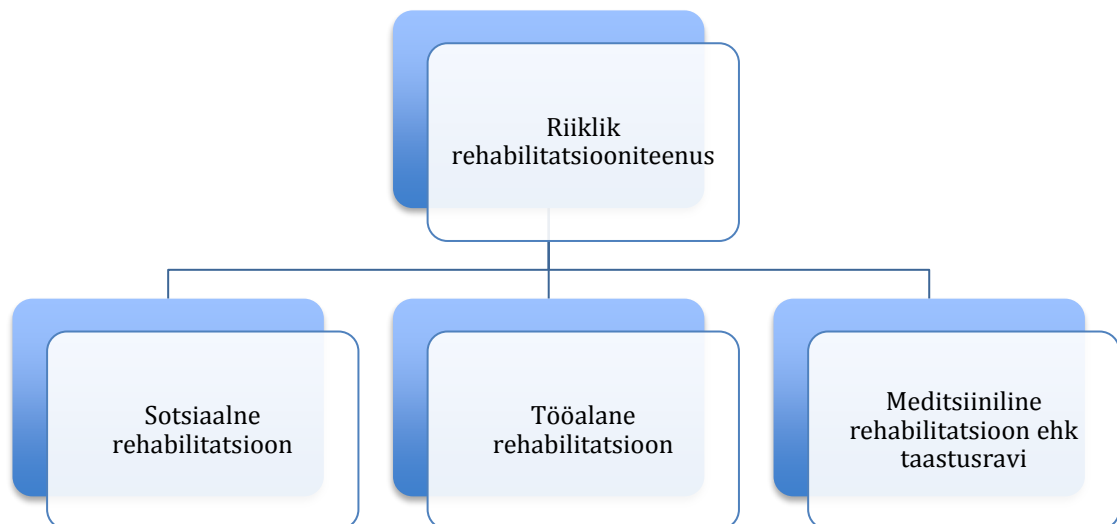 Riiklik
rehabilitatsiooniteenus
Sotsiaalne
rehabilitatsioon
Tööalane
rehabilitatsioon
Meditsiiniline
rehabilitatsioon ehk
taastusravi